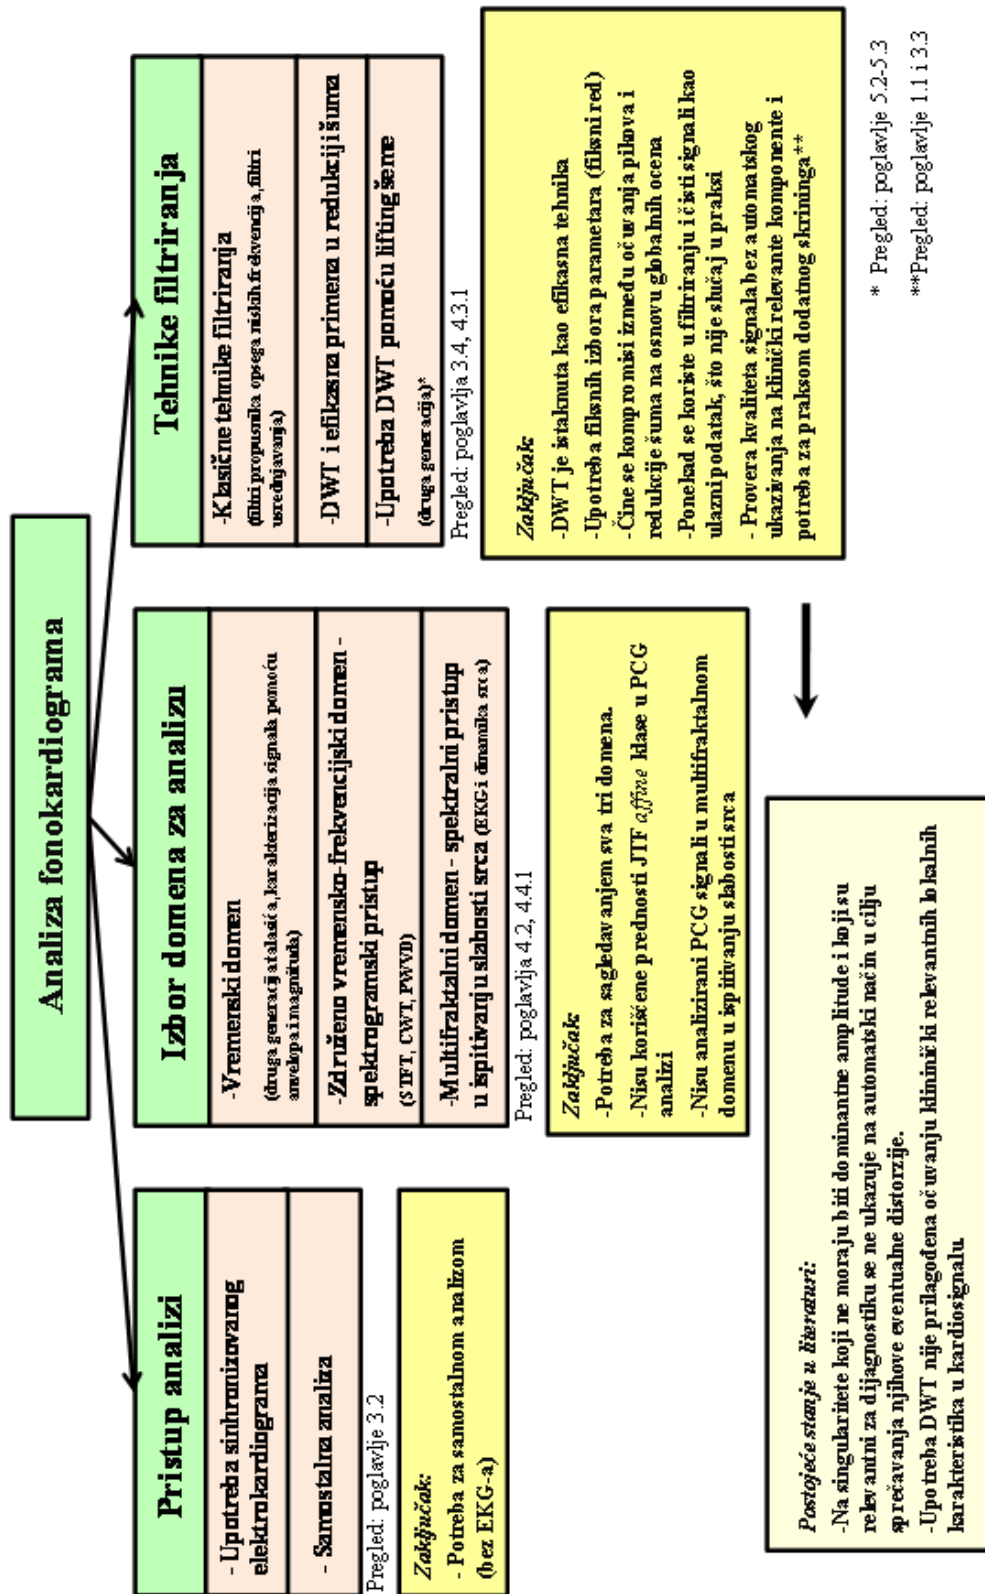 Analiza fonokardiograma
Pristup analizi
- Upotreba sinhronizovanog
elektrokardiograma
- Samostalna analiza
Pregled: poglavlje 3.2
Zaključak:
- Potreba za samostalnom analizom
(bez EKG-a)
Izbor domena za analizu
-Vremenski domen
(druga generacija talasića, karakterizacija signala pomoću
anvelopa i magnituda)
-Združeno vremensko-frekvencijski domen -
spektrogramski pristup
(STFT, CWT, PWVD)
-Multifraktalni domen - spektralni pristup
u ispitivanju slabosti srca (EKG i dinamika srca)
Pregled: poglavlja 4.2, 4.4.1
Zaključak:
-Potreba za sagledavanjem sva tri domena.
-Nisu korišćene prednosti JTF affine klase u PCG
analizi
-Nisu analizirani PCG signali u multifraktalnom
domenu u ispitivanju slabosti srca
Tehnike filtriranja
-Klasične tehnike filtriranja
(filtri propusnika opsega niskih frekvencija, filtri
usrednjavanja)
-DWT i efikasna primena u redukciji šuma
-Upotreba DWT pomoću lifting šeme
(druga generacija)*
Pregled: poglavlja 3.4, 4.3.1
Zaključak:
-DWT je istaknuta kao efikasna tehnika
-Upotreba fiksnih izbora parametara (fiksni red)
-Čine se kompromisi između očuvanja pikova i
redukcije šuma na osnovu globalnih ocena
-Ponekad se koriste u filtriranju i čisti signali kao
ulazni podatak, što nije slučaj u praksi
-Provera kvaliteta signala bez automatskog
ukazivanja na klinički relevante komponente i
potreba za praksom dodatnog skrininga**
Postojeće stanje u literaturi:
-Na singularitete koji ne moraju biti dominantne amplitude i koji su
relevantni za dijagnostiku se ne ukazuje na automatski način u cilju
sprečavanja njihove eventualne distorzije.
-Upotreba DWT nije prilagođena očuvanju klininički relevantnih lokalnih
karakteristika u kardiosignalu.
* Pregled: poglavlje 5.2-5.3
**Pregled: poglavlje 1.1 i 3.3